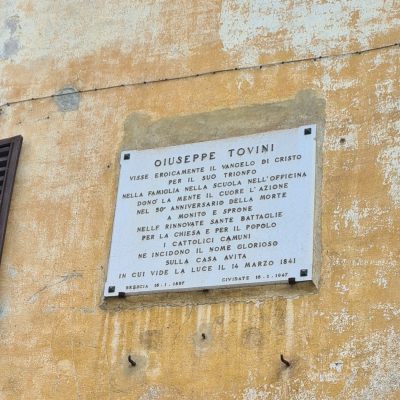 GIUSEPPE TOVINI
VISSE EROICAMENTE IL VANGELO DI CRISTO
PER IL SUO TRIONFO
NELLA FAMIGLIA NELLA SCUOLA NELL'OFFICINA
DONO' LA MENTE IL CUORE L'AZIONE
NEL 50° ANNIVERSARIO DELLA MORTE
A MONITO E SPRONE
NELLE RINNOVATE SANTE BATTAGLIE
PER LA CHIESA E PER IL POPOLO
I CATTOLICI CAMUNI
NE INCIDONO IL NOME GLORIOSO
SULLA CASA AVITA
IN CUI VIDE LA LUCE IL 14 MARZO 1841
BRESCIA 16-1-1897 CIVIDATE 16-1-1947